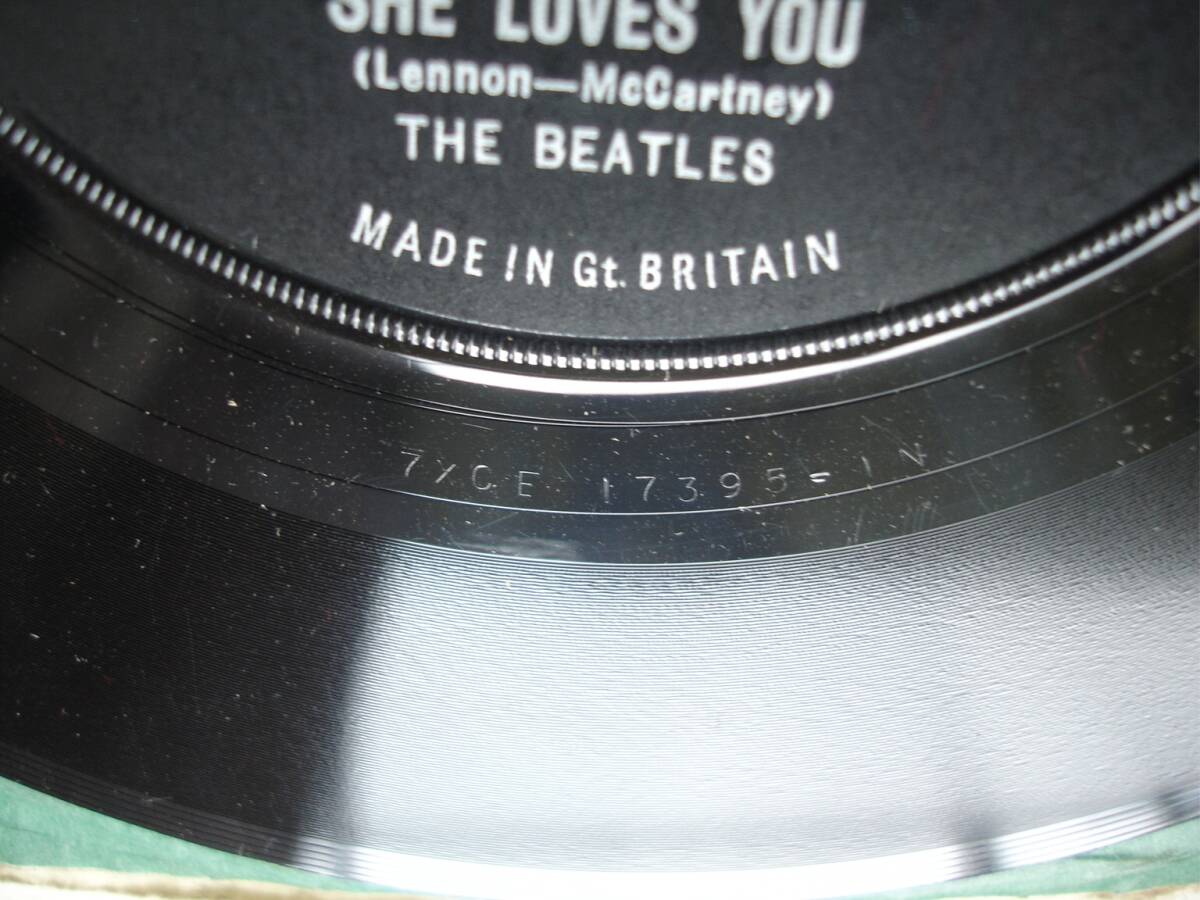 SHE LOVES YOU
(Lennon—McCartney)
THE BEATLES
MADE IN Gt. BRITAIN
7XCE 17395-1N